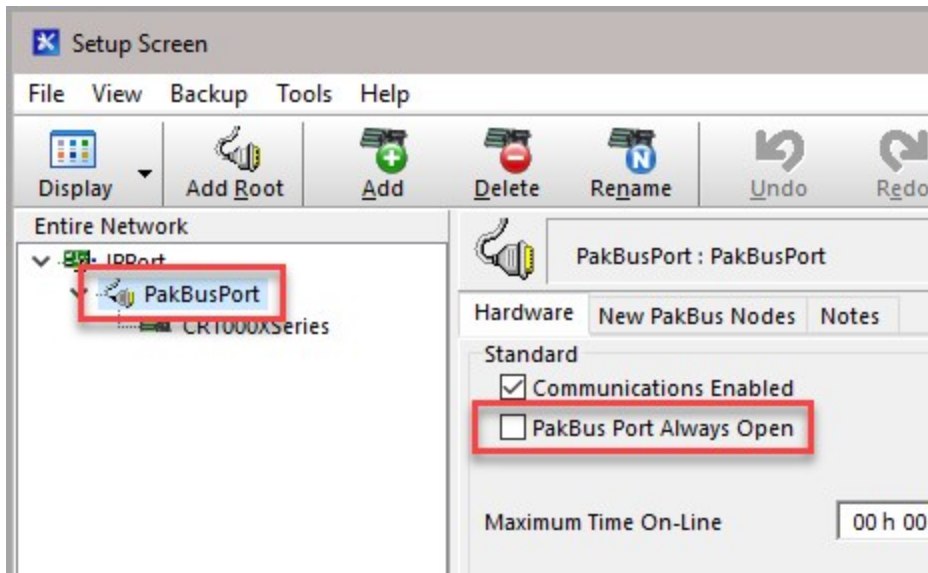 Setup Screen
File View Backup Tools Help
Display Add Root Add Delete Rename Undo Redo
Entire Network
IPPort
PakBusPort
CR1000XSeries
PakBusPort : PakBusPort
Hardware New PakBus Nodes Notes
Standard
Communications Enabled
PakBus Port Always Open
Maximum Time On-Line 00 h 00